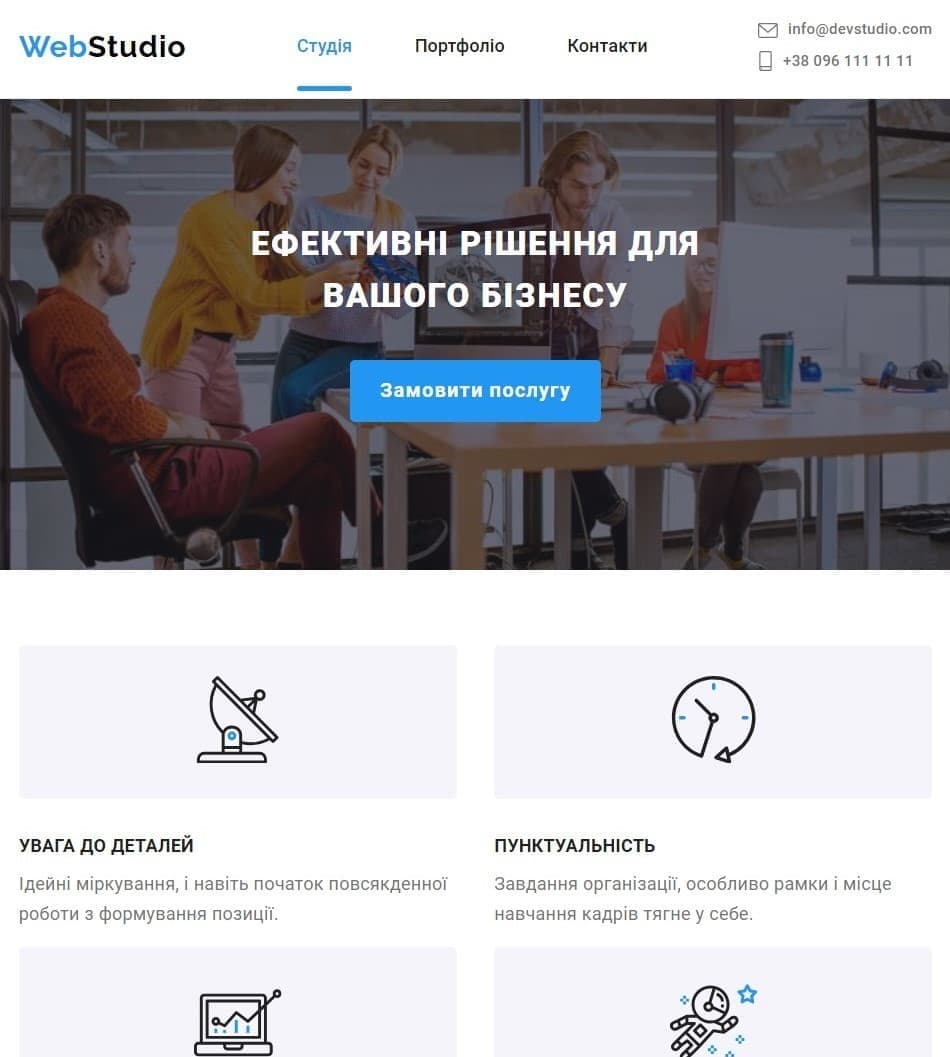 WebStudio
Студія
Портфоліо
Контакти
info@devstudio.com
+38 096 111 11 11
ЕФЕКТИВНІ РІШЕННЯ ДЛЯ
ВАШОГО БІЗНЕСУ
Замовити послугу
УВАГА ДО ДЕТАЛЕЙ
Ідейні міркування, і навіть початок повсякденної
роботи з формування позиції.
ПУНКТУАЛЬНІСТЬ
Завдання організації, особливо рамки і місце
навчання кадрів тягне у себе.